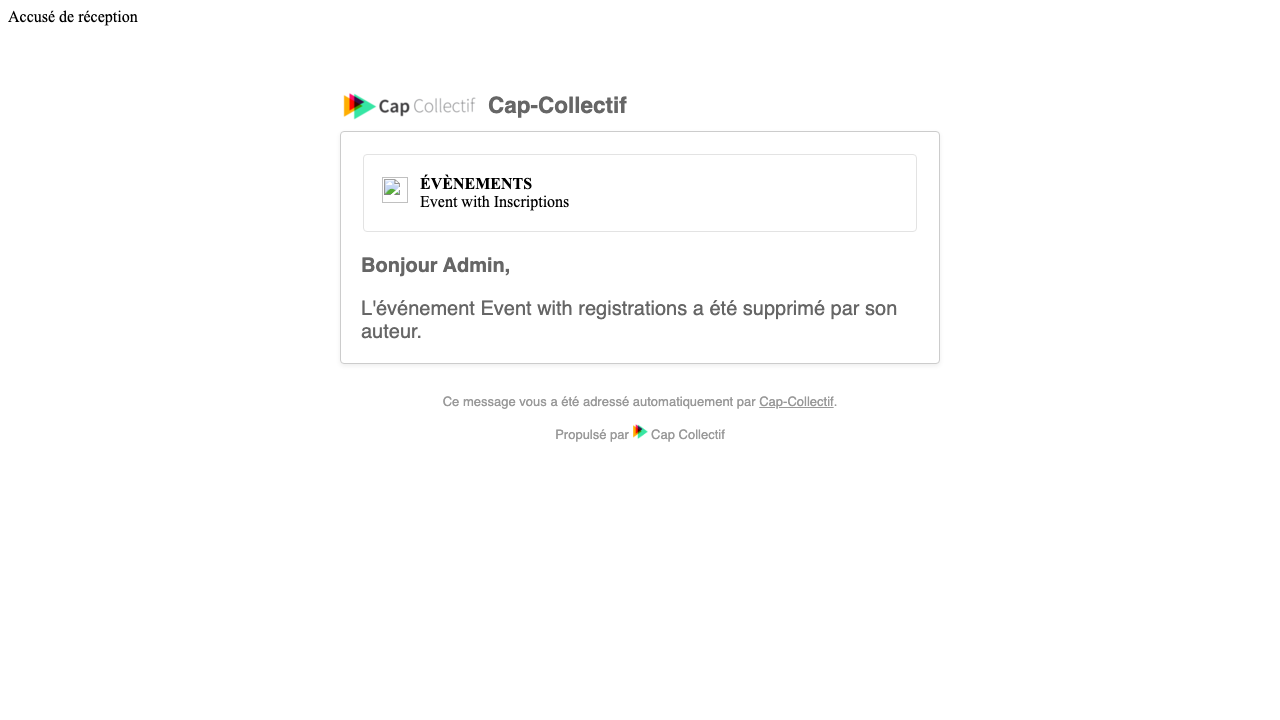 Accusé de réception
Cap Collectif Cap-Collectif
ÉVÈNEMENTS
Event with Inscriptions
Bonjour Admin,
L'événement Event with registrations a été supprimé par son
auteur.
Ce message vous a été adressé automatiquement par Cap-Collectif.
Propulsé par Cap Collectif